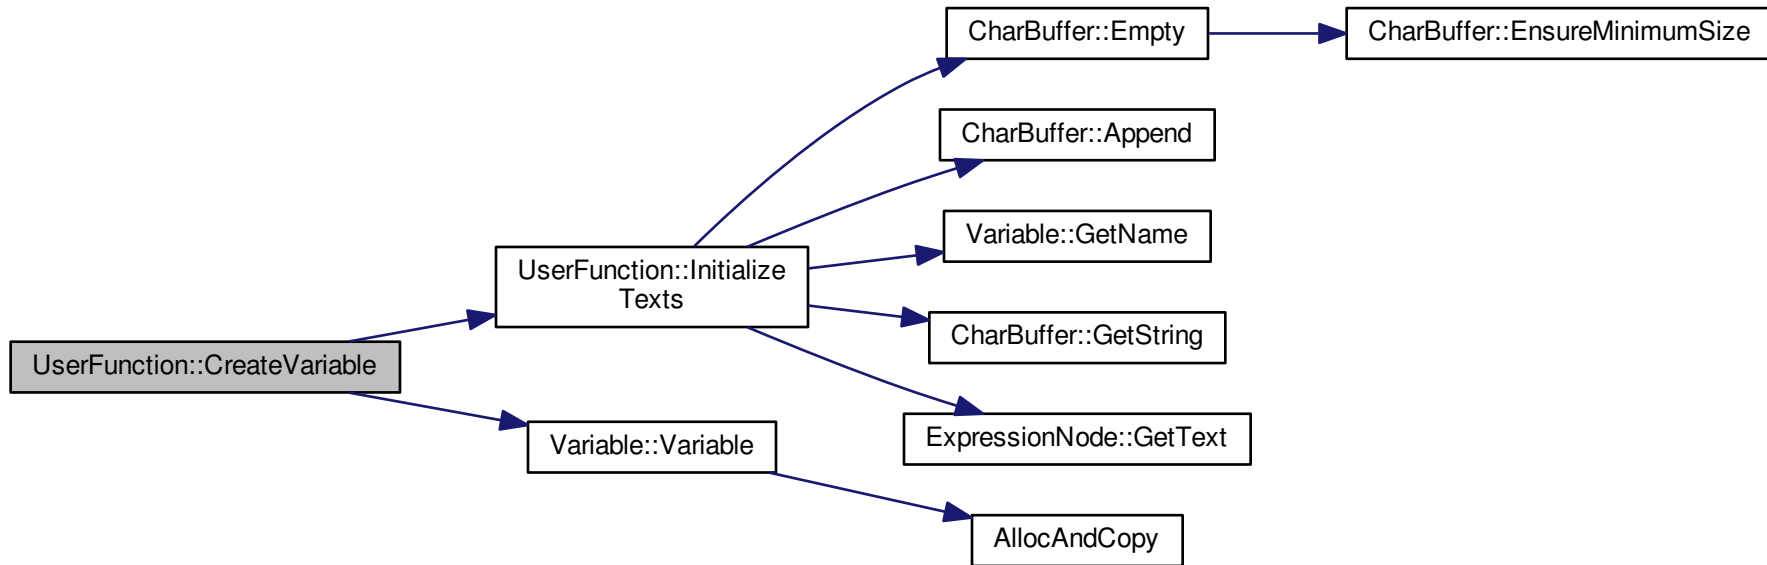 CharBuffer::Empty
CharBuffer::EnsureMinimumSize
CharBuffer::Append
Variable::GetName
UserFunction::Initialize
Texts
CharBuffer::GetString
UserFunction::CreateVariable
ExpressionNode::GetText
Variable::Variable
AllocAndCopy